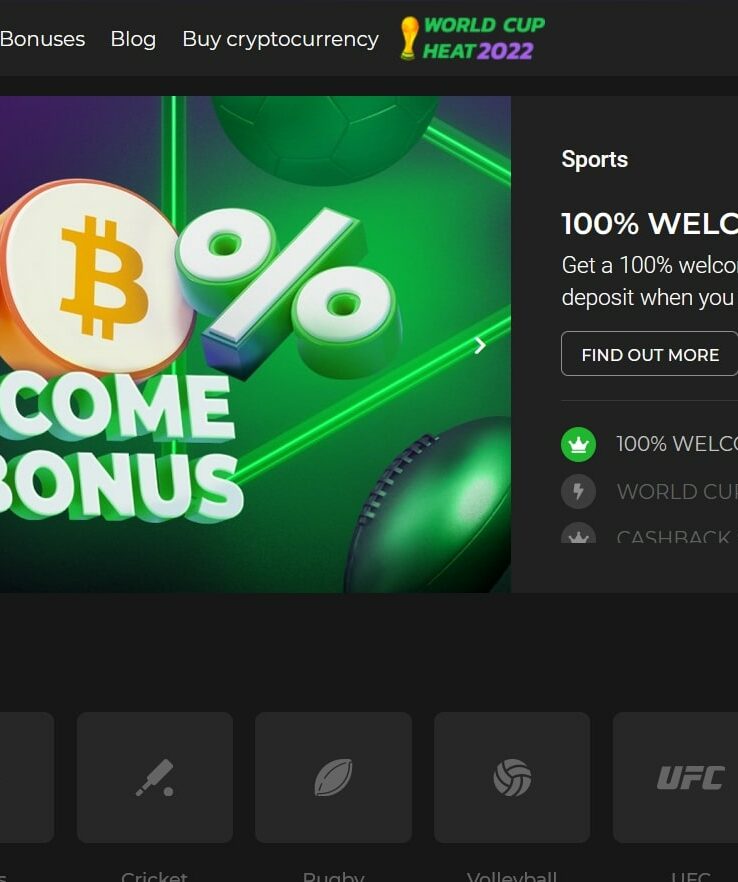 Bonuses Blog Buy cryptocurrency WORLD CUP
HEAT 2022
COME
BONUS
Sports
100% WELC
Get a 100% welco
deposit when you
FIND OUT MORE
100% WELCO
WORLD CUP
CASHBACK
Cricket Rugby Volleyball UFC
UFC